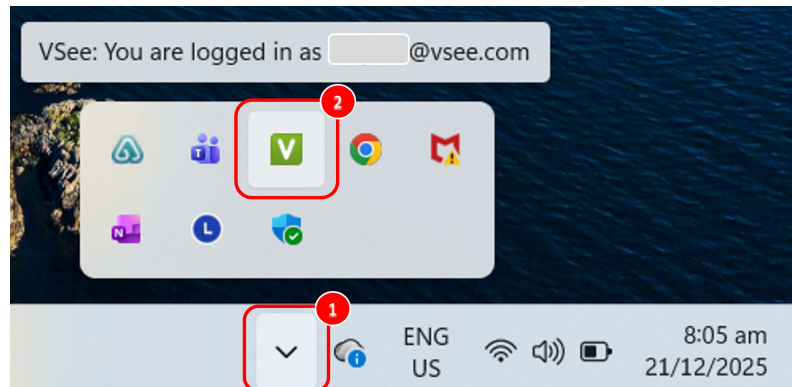 VSee: You are logged in as @vsee.com
2
V
T
N
L
1
ENG
US
8:05 am
21/12/2025